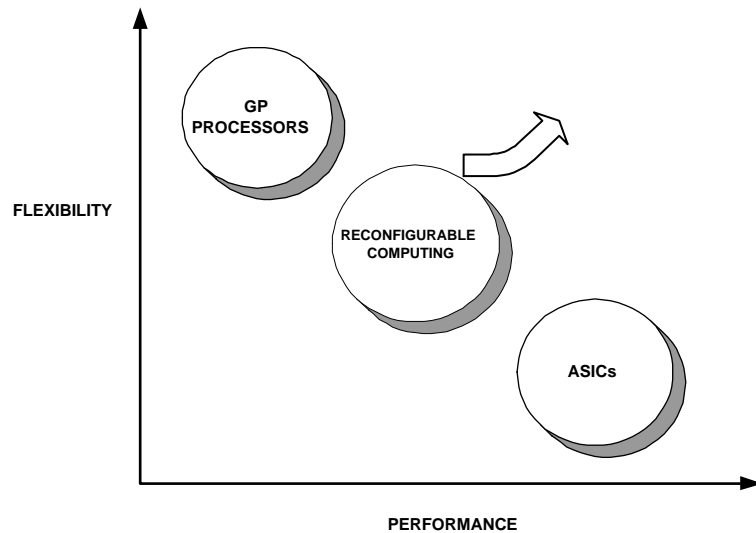 GP
PROCESSORS
FLEXIBILITY
RECONFIGURABLE
COMPUTING
ASICs
PERFORMANCE